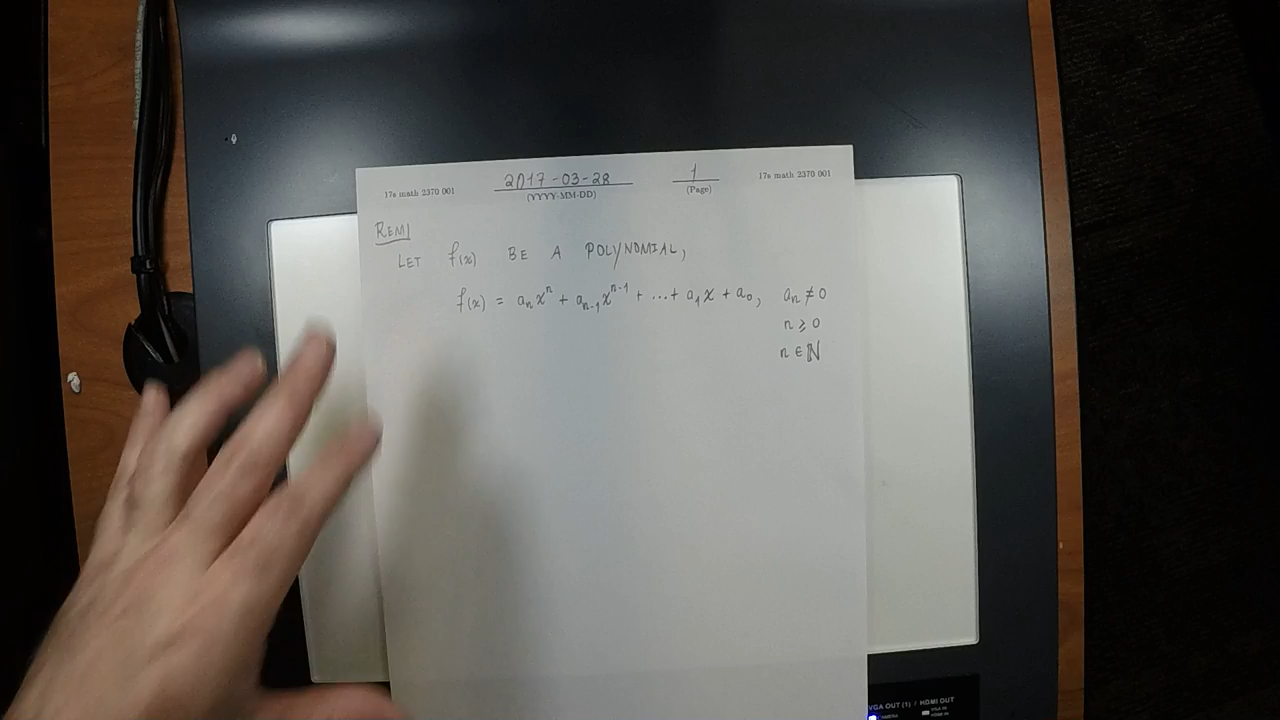 17s math 2370 001 2017-03-28 1 17s math 2370 001
(YYYY-MM-DD) (Page)
REM|
LET f(x) BE A POLYNOMIAL,
f(x) = aₙxⁿ + aₙ₋₁xⁿ⁻¹ + ... + a₁x + a₀, aₙ ≠ 0
n ⩾ 0
n ∈ ℕ
VGA OUT (1) / HDMI OUT